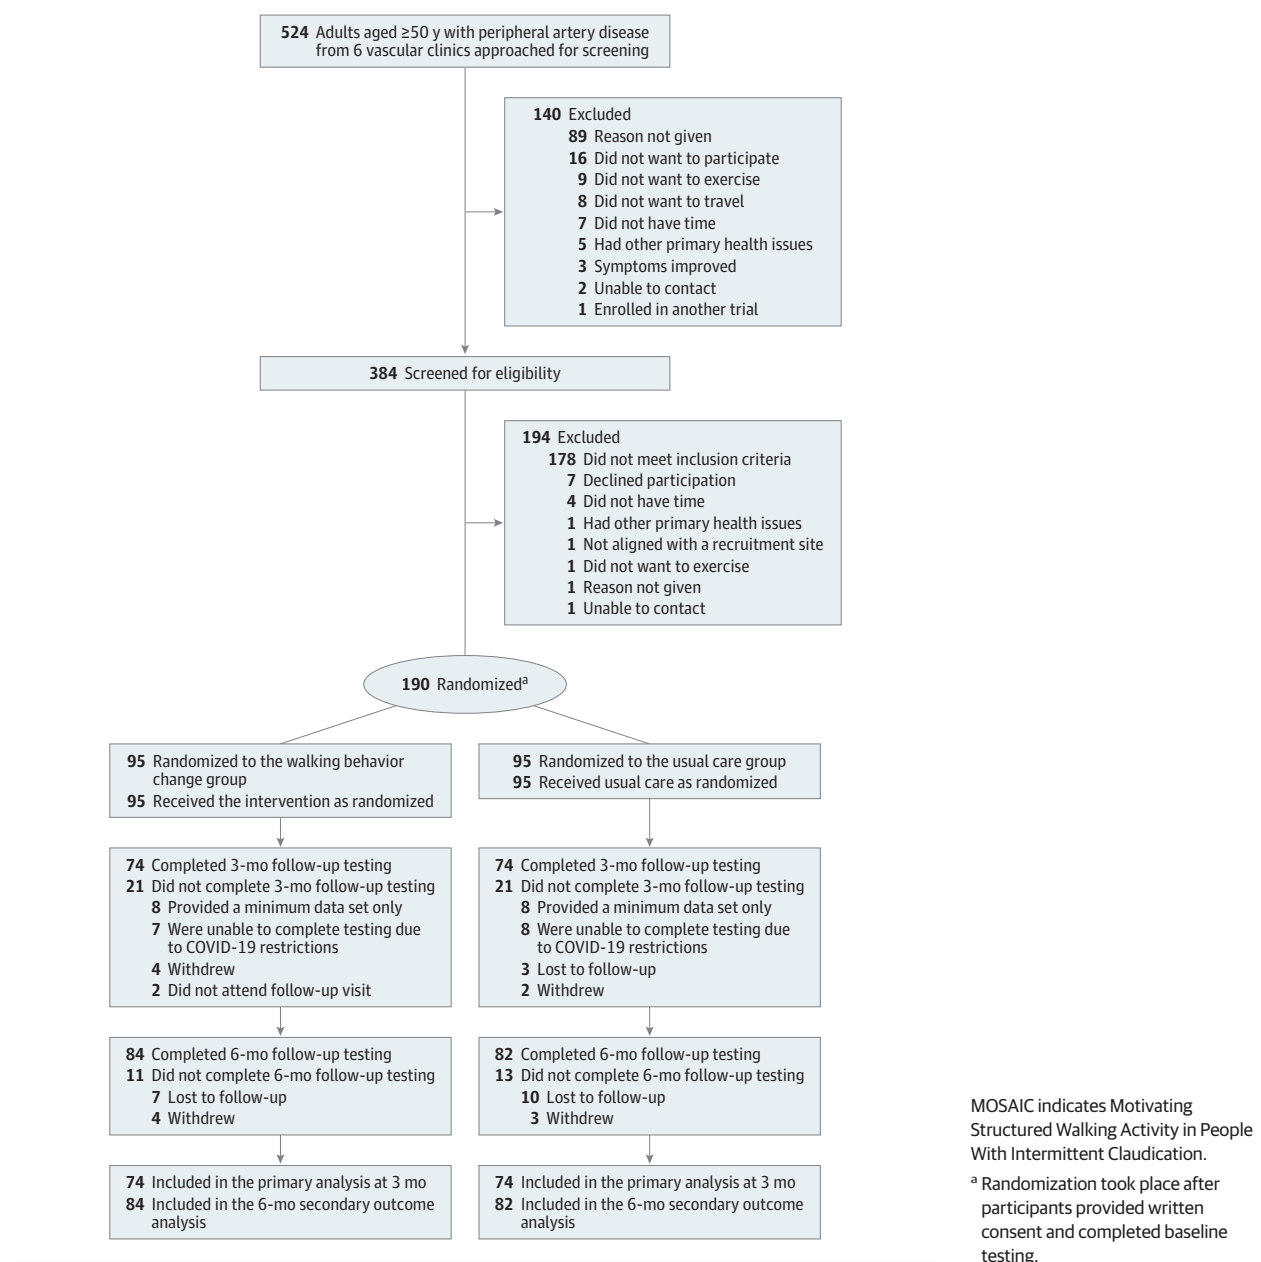 524 Adults aged ≥50 y with peripheral artery disease
from 6 vascular clinics approached for screening
140 Excluded
89 Reason not given
16 Did not want to participate
9 Did not want to exercise
8 Did not want to travel
7 Did not have time
5 Had other primary health issues
3 Symptoms improved
2 Unable to contact
1 Enrolled in another trial
384 Screened for eligibility
194 Excluded
178 Did not meet inclusion criteria
7 Declined participation
4 Did not have time
1 Had other primary health issues
1 Not aligned with a recruitment site
1 Did not want to exercise
1 Reason not given
1 Unable to contact
190 Randomizedᵃ
95 Randomized to the walking behavior
change group
95 Received the intervention as randomized
95 Randomized to the usual care group
95 Received usual care as randomized
74 Completed 3-mo follow-up testing
21 Did not complete 3-mo follow-up testing
8 Provided a minimum data set only
7 Were unable to complete testing due
to COVID-19 restrictions
4 Withdrew
2 Did not attend follow-up visit
74 Completed 3-mo follow-up testing
21 Did not complete 3-mo follow-up testing
8 Provided a minimum data set only
8 Were unable to complete testing due
to COVID-19 restrictions
3 Lost to follow-up
2 Withdrew
84 Completed 6-mo follow-up testing
11 Did not complete 6-mo follow-up testing
7 Lost to follow-up
4 Withdrew
82 Completed 6-mo follow-up testing
13 Did not complete 6-mo follow-up testing
10 Lost to follow-up
3 Withdrew
74 Included in the primary analysis at 3 mo
84 Included in the 6-mo secondary outcome
analysis
74 Included in the primary analysis at 3 mo
82 Included in the 6-mo secondary outcome
analysis
MOSAIC indicates Motivating
Structured Walking Activity in People
With Intermittent Claudication.
ᵃ Randomization took place after
participants provided written
consent and completed baseline
testing.